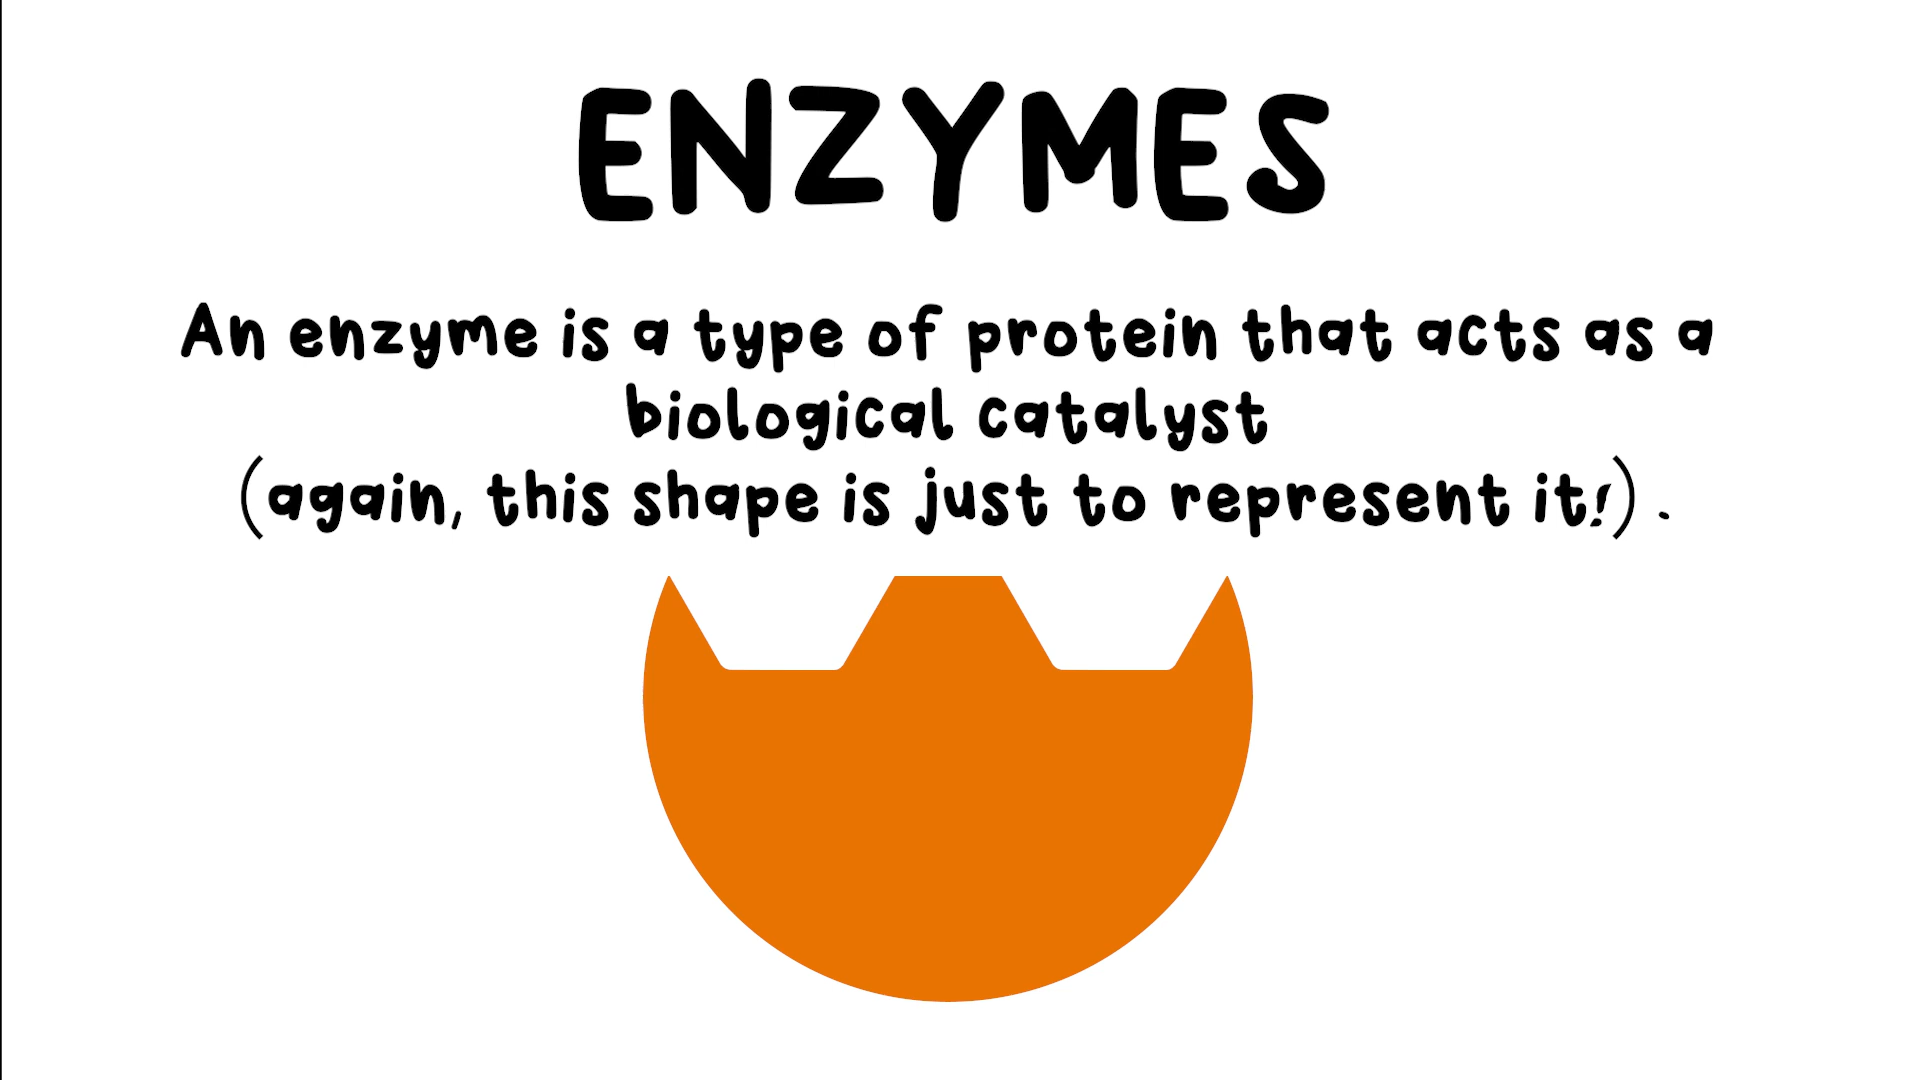 ENZYMES
An enzyme is a type of protein that acts as a
biological catalyst
(again, this shape is just to represent it!) .